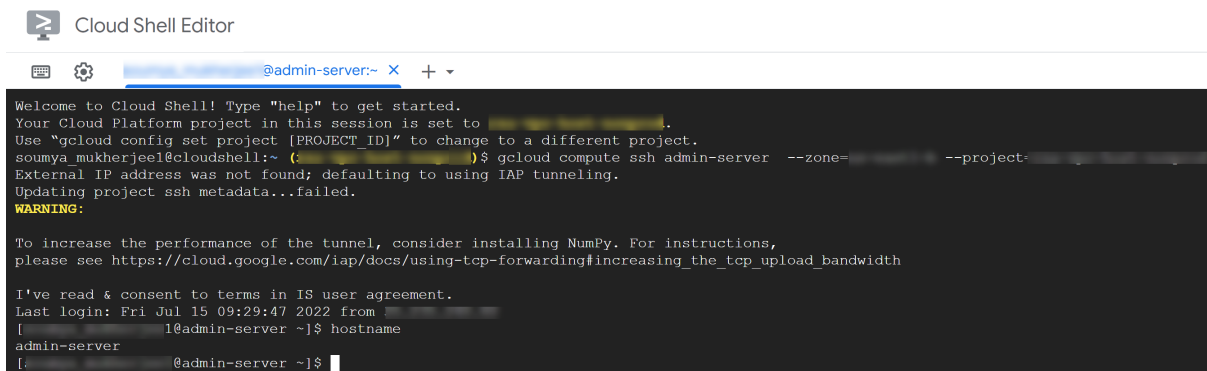 Cloud Shell Editor
@admin-server:~ ×
Welcome to Cloud Shell! Type "help" to get started.
Your Cloud Platform project in this session is set to .
Use “gcloud config set project [PROJECT_ID]” to change to a different project.
soumya_mukherjee1@cloudshell:~ ()$ gcloud compute ssh admin-server --zone= --project=
External IP address was not found; defaulting to using IAP tunneling.
Updating project ssh metadata...failed.
WARNING:
To increase the performance of the tunnel, consider installing NumPy. For instructions,
please see https://cloud.google.com/iap/docs/using-tcp-forwarding#increasing_the_tcp_upload_bandwidth
I've read & consent to terms in IS user agreement.
Last login: Fri Jul 15 09:29:47 2022 from
[1@admin-server ~]$ hostname
admin-server
[@admin-server ~]$